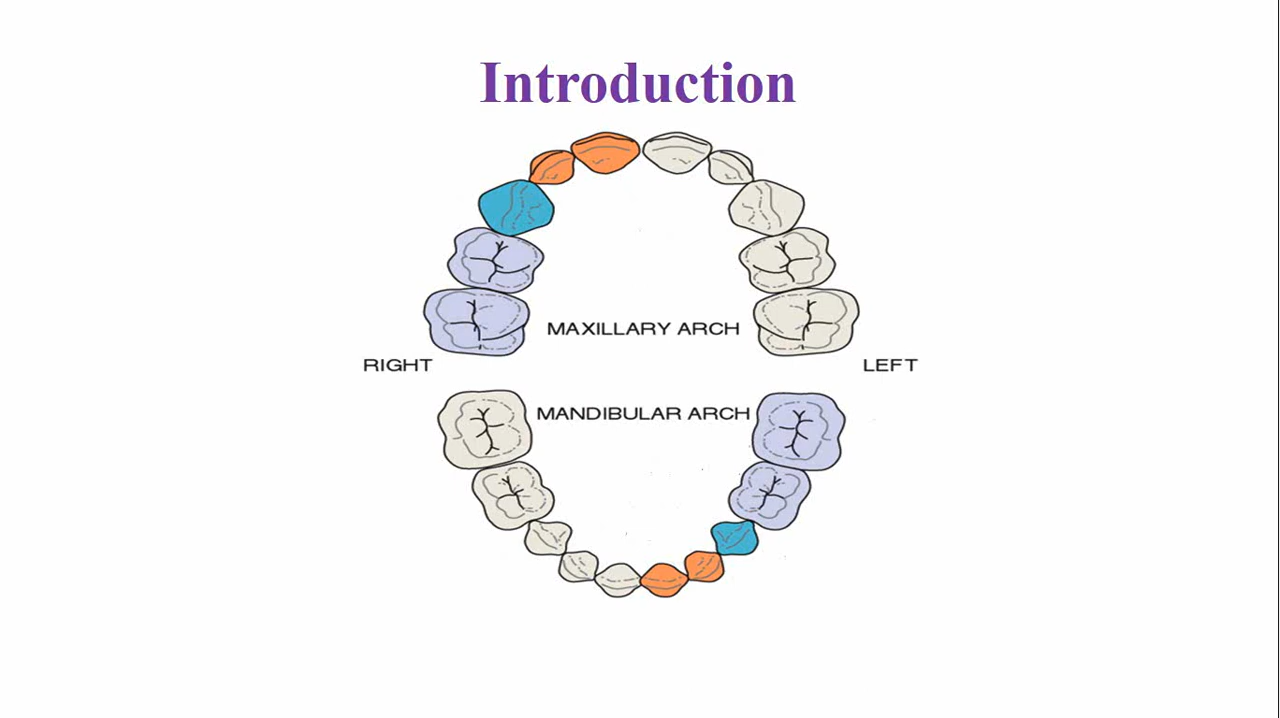 Introduction
MAXILLARY ARCH
RIGHT
LEFT
MANDIBULAR ARCH